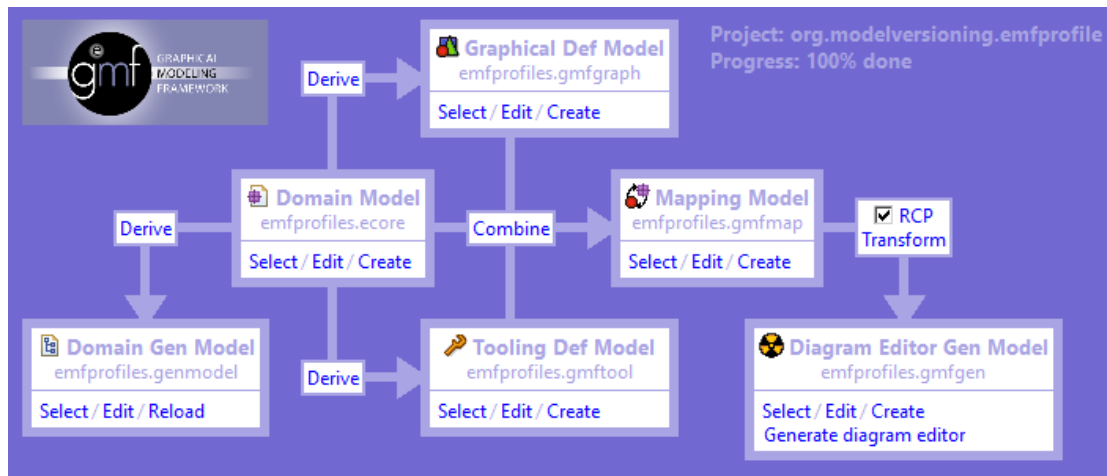 gmf
e
GRAPHICAL
MODELING
FRAMEWORK
Project: org.modelversioning.emfprofile
Progress: 100% done
Derive
Graphical Def Model
emfprofiles.gmfgraph
Select / Edit / Create
Derive
Domain Model
emfprofiles.ecore
Select / Edit / Create
Combine
Mapping Model
emfprofiles.gmfmap
Select / Edit / Create
RCP
Transform
Domain Gen Model
emfprofiles.genmodel
Select / Edit / Reload
Derive
Tooling Def Model
emfprofiles.gmftool
Select / Edit / Create
Diagram Editor Gen Model
emfprofiles.gmfgen
Select / Edit / Create
Generate diagram editor